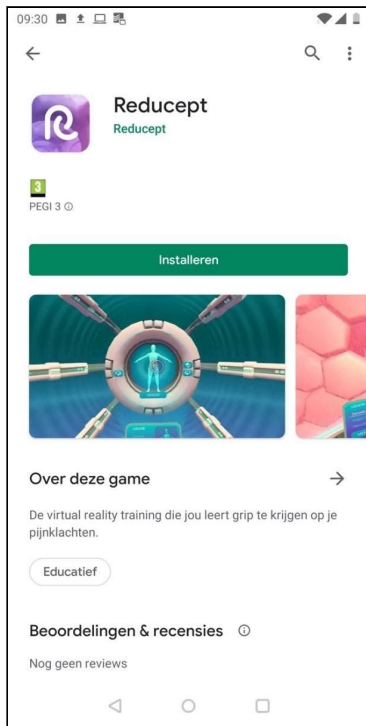 09:30
Reducept
Reducept
3
PEGI 3
Installeren
Over deze game
De virtual reality training die jou leert grip te krijgen op je
pijnklachten.
Educatief
Beoordelingen & recensies
Nog geen reviews